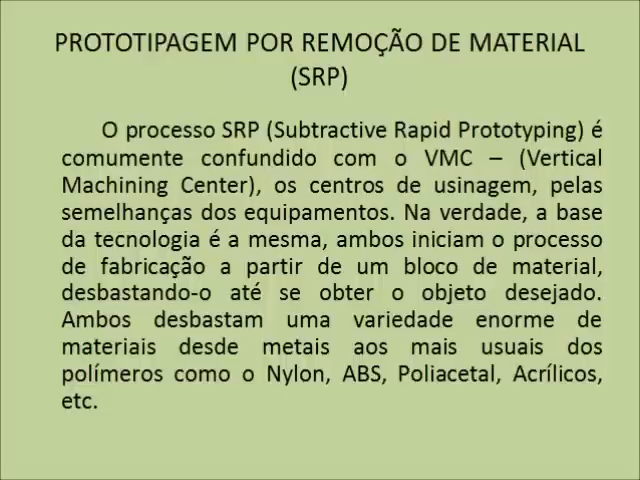 PROTOTIPAGEM POR REMOÇÃO DE MATERIAL
(SRP)
O processo SRP (Subtractive Rapid Prototyping) é
comumente confundido com o VMC – (Vertical
Machining Center), os centros de usinagem, pelas
semelhanças dos equipamentos. Na verdade, a base
da tecnologia é a mesma, ambos iniciam o processo
de fabricação a partir de um bloco de material,
desbastando-o até se obter o objeto desejado.
Ambos desbastam uma variedade enorme de
materiais desde metais aos mais usuais dos
polímeros como o Nylon, ABS, Poliacetal, Acrílicos,
etc.